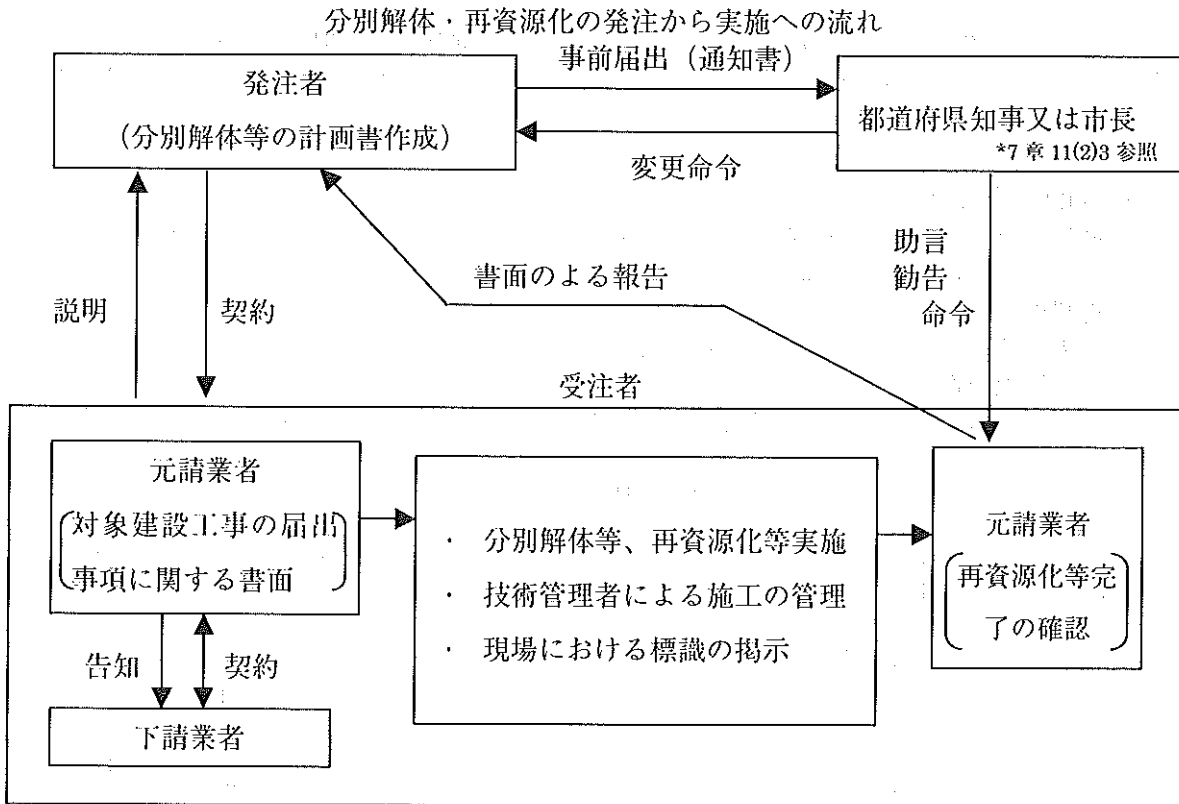 分別解体・再資源化の発注から実施への流れ
事前届出（通知書）
発注者
（分別解体等の計画書作成）
都道府県知事又は市長
*7 章 11(2)3 参照
変更命令
助言
勧告
命令
書面のよる報告
説明
契約
受注者
元請業者
対象建設工事の届出
事項に関する書面
・ 分別解体等、再資源化等実施
・ 技術管理者による施工の管理
・ 現場における標識の掲示
元請業者
再資源化等完
了の確認
告知
契約
下請業者